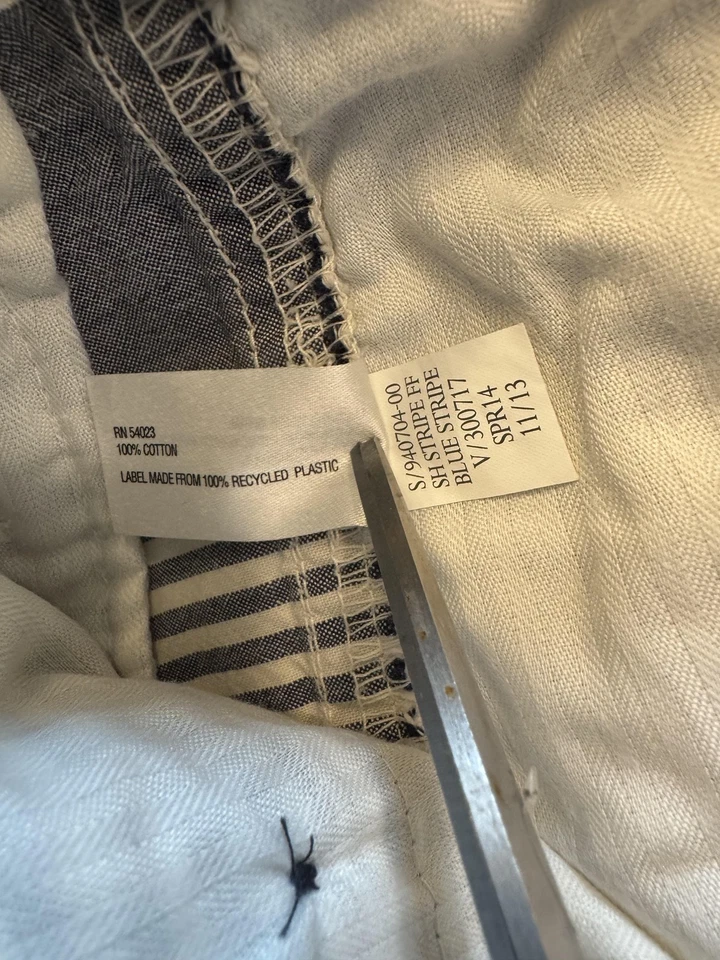 RN 54023
100% COTTON
LABEL MADE FROM 100% RECYCLED PLASTIC
S/940704-00
SH STRIPE FF
BLUE STRIPE
V/300717
SPR14
11/13